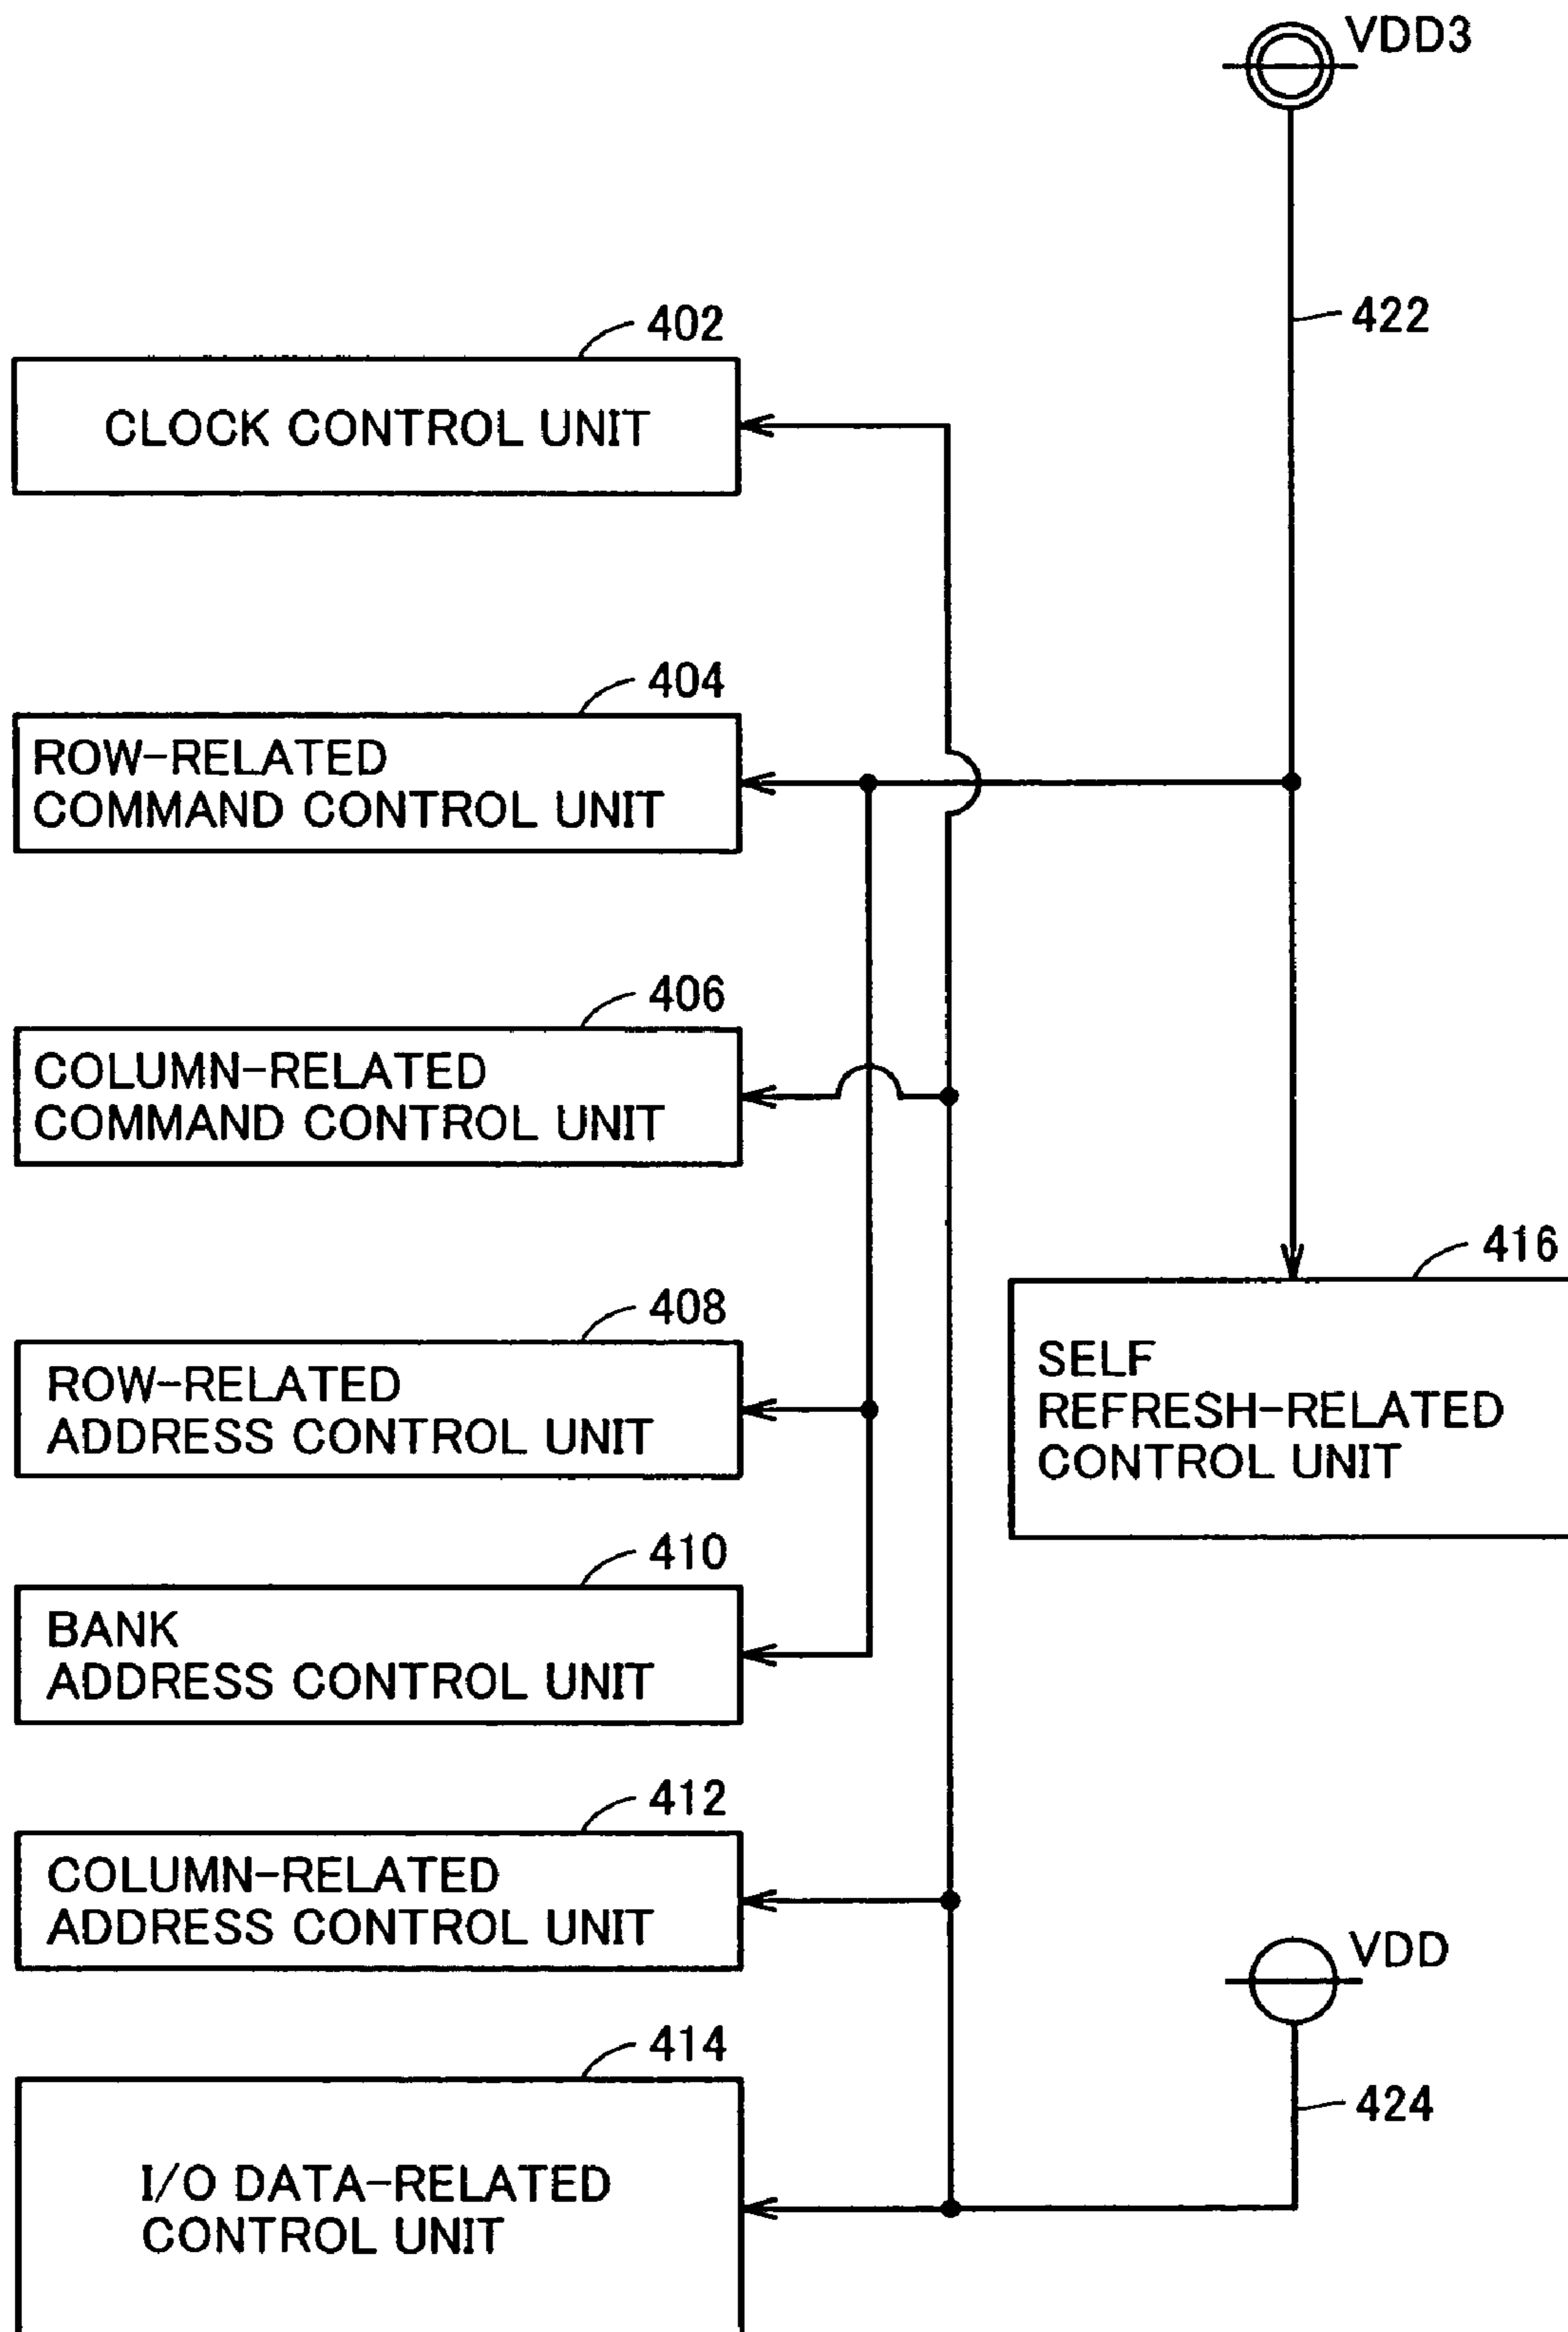 VDD3
422
402
CLOCK CONTROL UNIT
404
ROW-RELATED
COMMAND CONTROL UNIT
406
COLUMN-RELATED
COMMAND CONTROL UNIT
416
SELF
REFRESH-RELATED
CONTROL UNIT
408
ROW-RELATED
ADDRESS CONTROL UNIT
410
BANK
ADDRESS CONTROL UNIT
412
COLUMN-RELATED
ADDRESS CONTROL UNIT
VDD
424
414
I/O DATA-RELATED
CONTROL UNIT